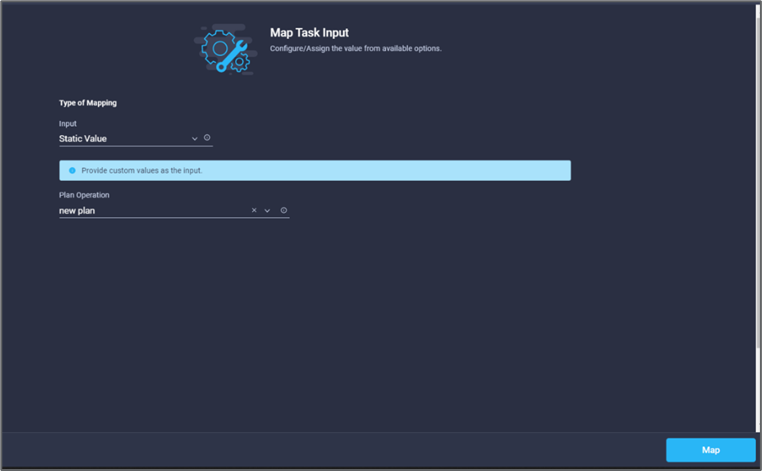 Map Task Input
Configure/Assign the value from available options.
Type of Mapping
Input
Static Value
Provide custom values as the input.
Plan Operation
new plan
Map